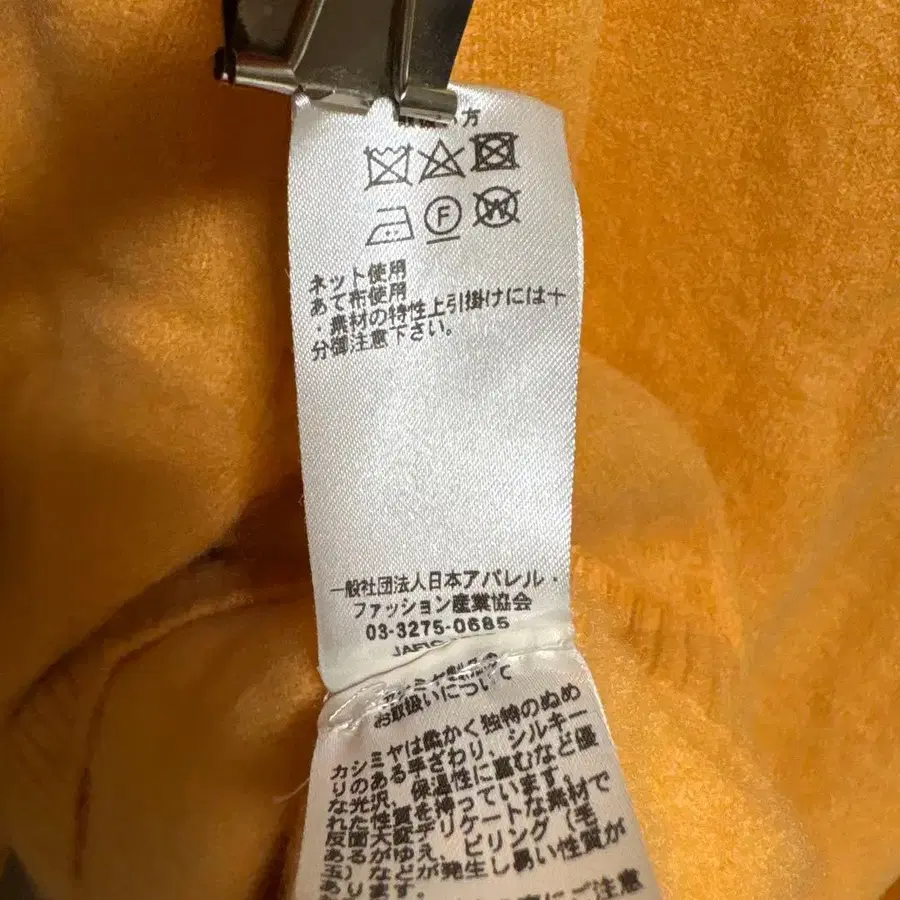 方
F
W
ネット使用
あて布使用
・素材の特性上引掛けには十
分御注意下さい。
一般社団法人日本アパレル・
ファッション産業協会
03-3275-0685
お取扱いについて
カシミヤは柔かく独特のぬめ
りのある手ざわり、シルキー
な光沢、保温性に富むなど優
れた性質を持っています。
反面大変デリケートな素材で
あるがゆえ、ピリング(毛
玉)などが発生し易い性質が
あります。
にご注意